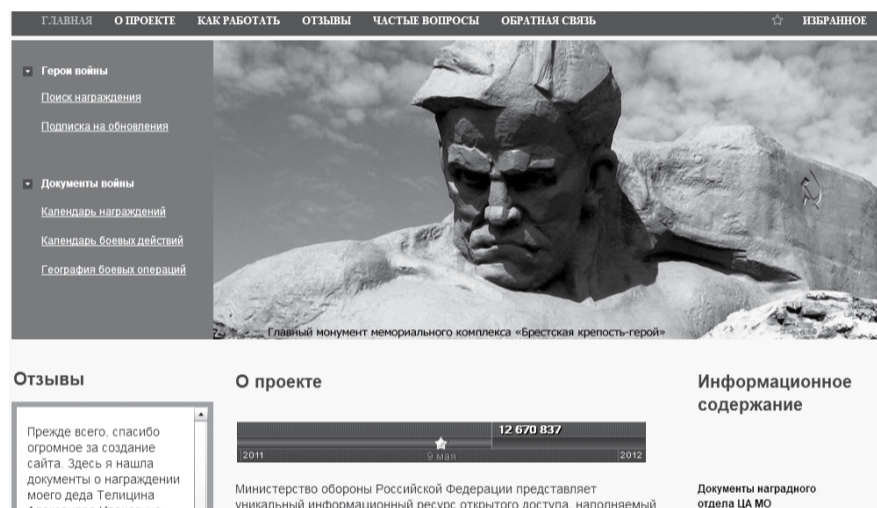 ГЛАВНАЯ О ПРОЕКТЕ КАК РАБОТАТЬ ОТЗЫВЫ ЧАСТЫЕ ВОПРОСЫ ОБРАТНАЯ СВЯЗЬ ИЗБРАННОЕ
Герои войны
Поиск награждения
Подписка на обновления
Документы войны
Календарь награждений
Календарь боевых действий
География боевых операций
Главный монумент мемориального комплекса «Брестская крепость-герой»
Отзывы
Прежде всего, спасибо
огромное за создание
сайта. Здесь я нашла
документы о награждении
моего деда Телицина
О проекте
12 670 837
2011 9 мая 2012
Министерство обороны Российской Федерации представляет
уникальный информационный ресурс открытого доступа, наполняемый
Информационное
содержание
Документы наградного
отдела ЦА МО